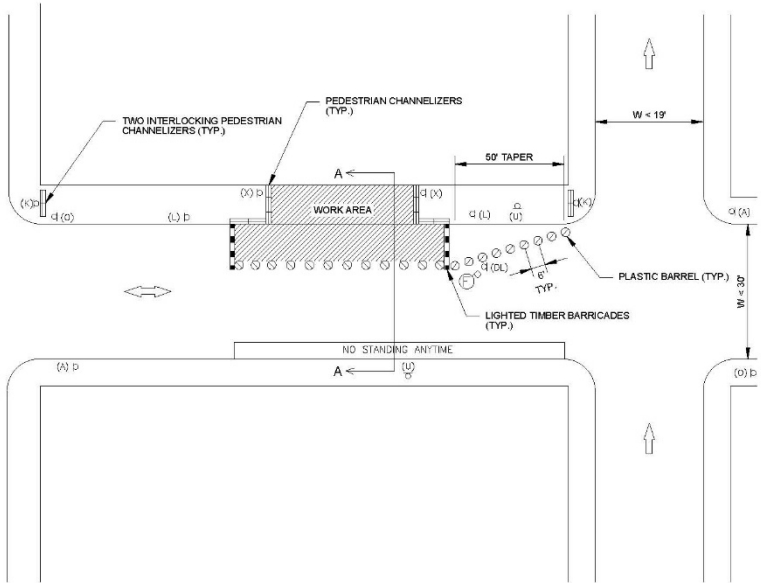 W < 19'
PEDESTRIAN CHANNELIZERS
(TYP.)
TWO INTERLOCKING PEDESTRIAN
CHANNELIZERS (TYP.)
50' TAPER
A
(K)
(X)
(X)
(K)
WORK AREA
(O)
(L)
(L)
(U)
(A)
(DL)
F
6'
TYP.
PLASTIC BARREL (TYP.)
W < 30'
LIGHTED TIMBER BARRICADES
(TYP.)
NO STANDING ANYTIME
(A)
A
(U)
(O)